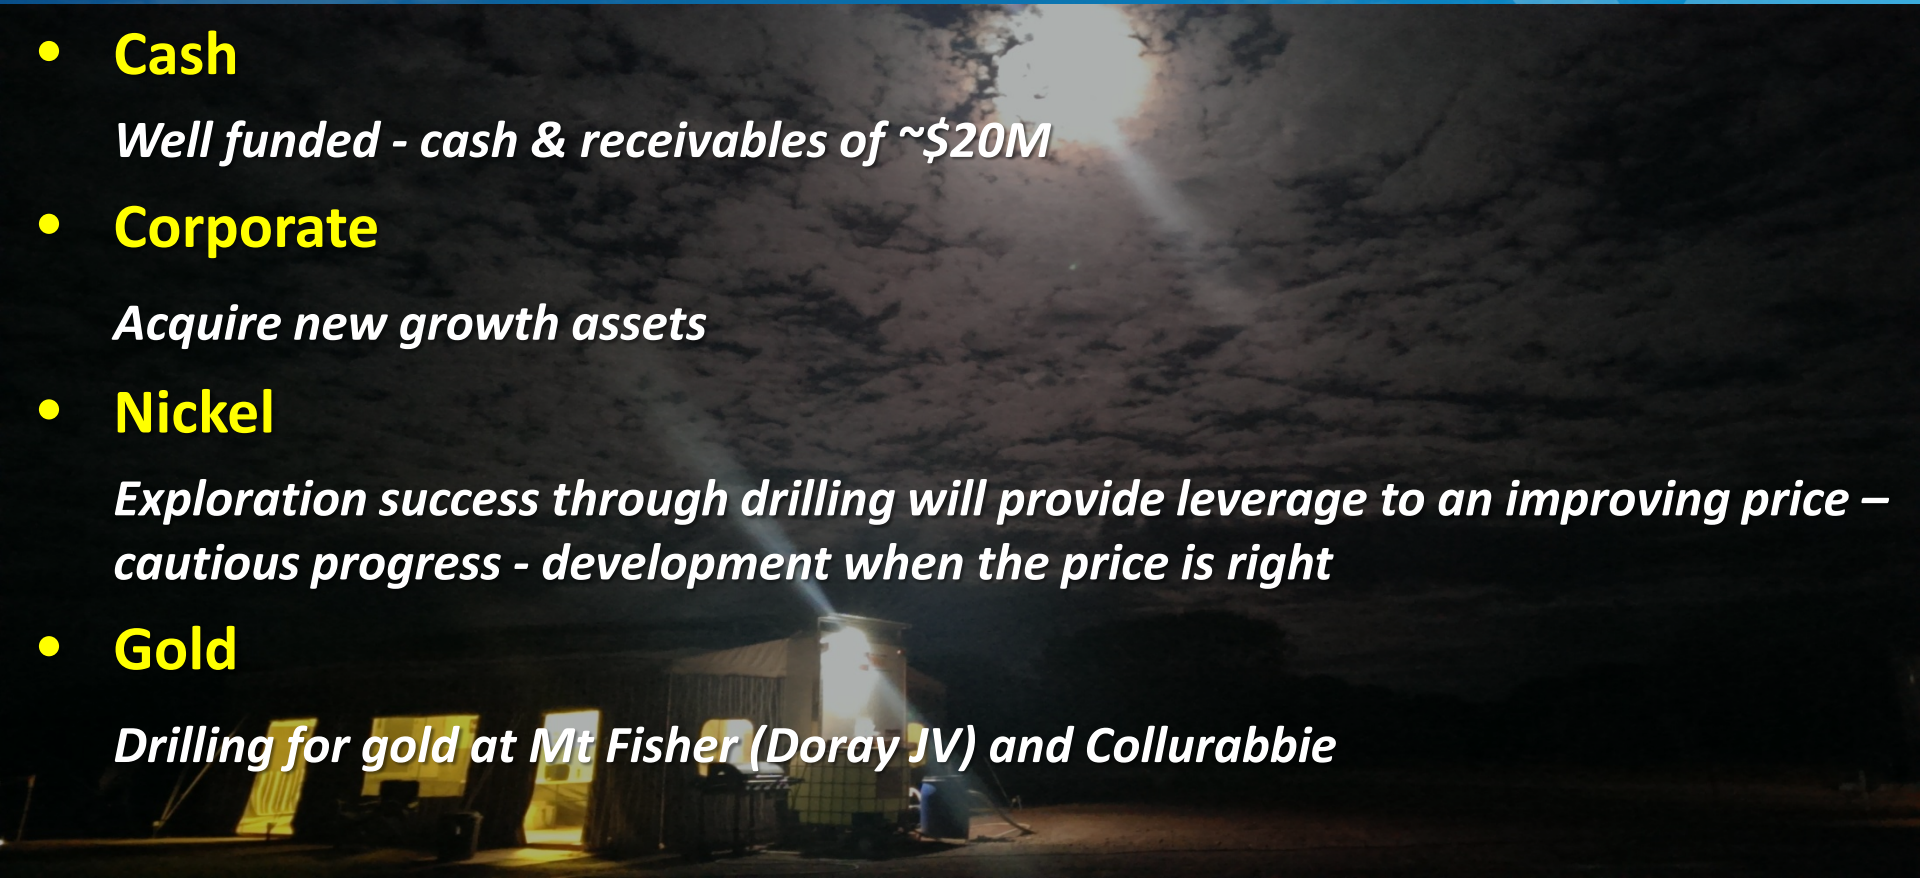 • Cash
Well funded - cash & receivables of ~$20M
• Corporate
Acquire new growth assets
• Nickel
Exploration success through drilling will provide leverage to an improving price –
cautious progress - development when the price is right
• Gold
Drilling for gold at Mt Fisher (Doray JV) and Collurabbie